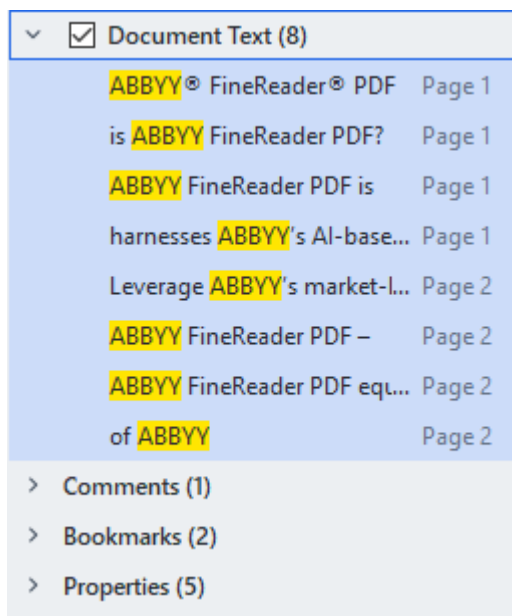 Document Text (8)
ABBYY® FineReader® PDF Page 1
is ABBYY FineReader PDF? Page 1
ABBYY FineReader PDF is Page 1
harnesses ABBYY’s AI-base... Page 1
Leverage ABBYY’s market-l... Page 2
ABBYY FineReader PDF – Page 2
ABBYY FineReader PDF equ... Page 2
of ABBYY Page 2
Comments (1)
Bookmarks (2)
Properties (5)